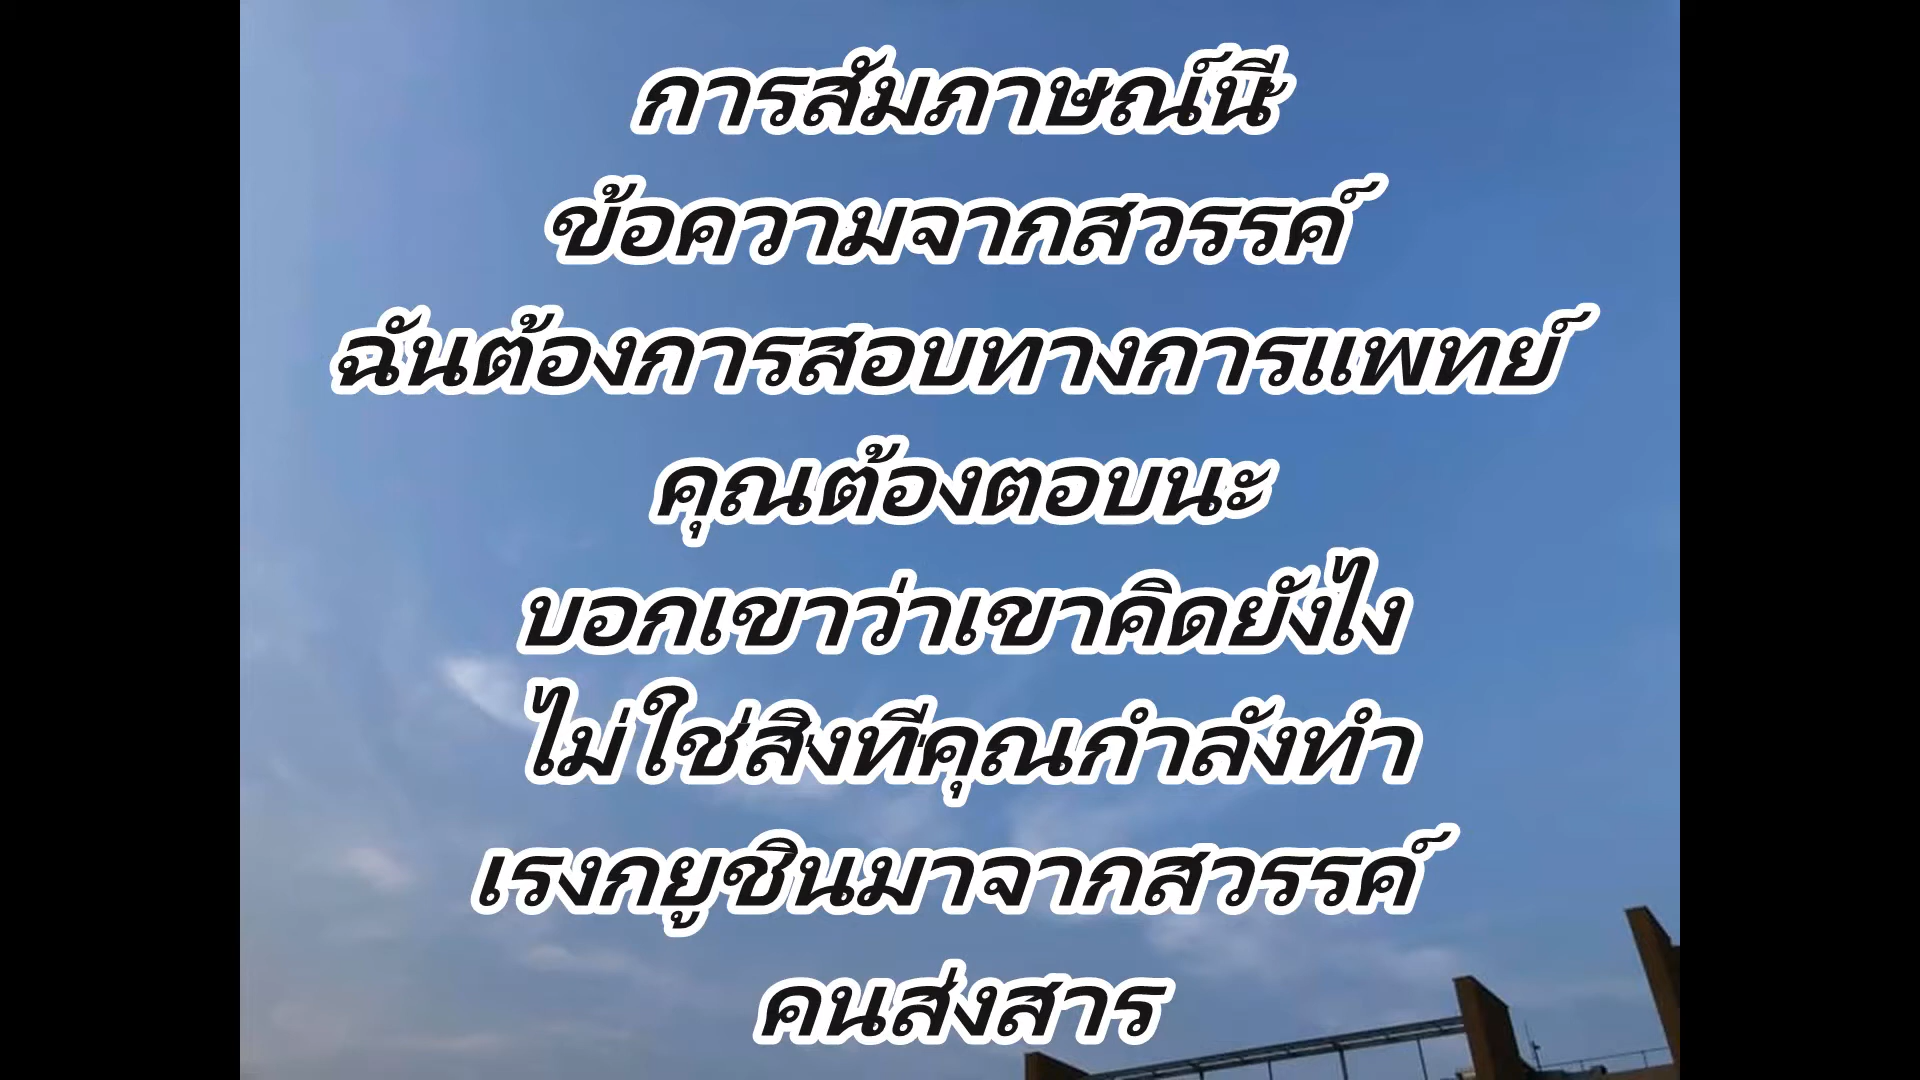 การสัมภาษณ์นี้
ข้อความจากสวรรค์
ฉันต้องการสอบทางการแพทย์
คุณต้องตอบนะ
บอกเขาว่าเขาคิดยังไง
ไม่ใช่สิ่งที่คุณกำลังทำ
เรงกยูชินมาจากสวรรค์
คนส่งสาร